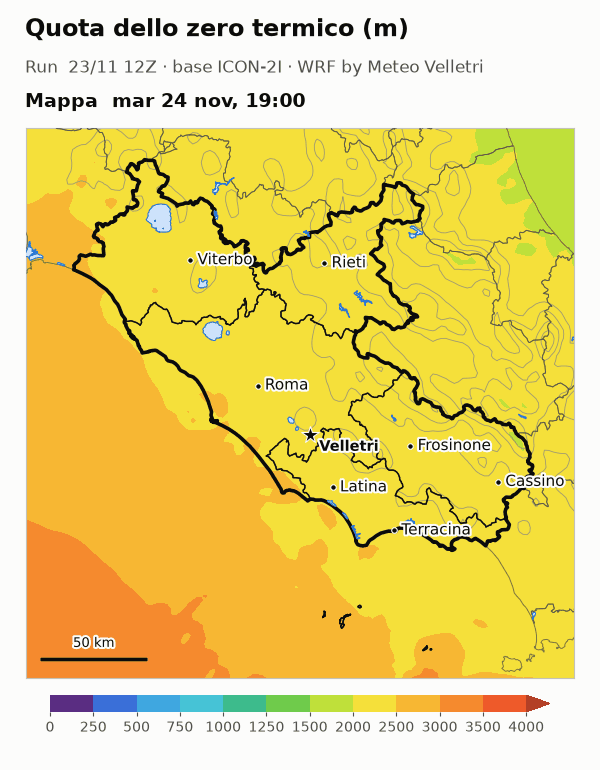 Quota dello zero termico (m)
Run 23/11 12Z · base ICON-2I · WRF by Meteo Velletri
Mappa mar 24 nov, 19:00
Viterbo
Rieti
Roma
Velletri
Frosinone
Latina
Cassino
Terracina
50 km
0 250 500 750 1000 1250 1500 2000 2500 3000 3500 4000